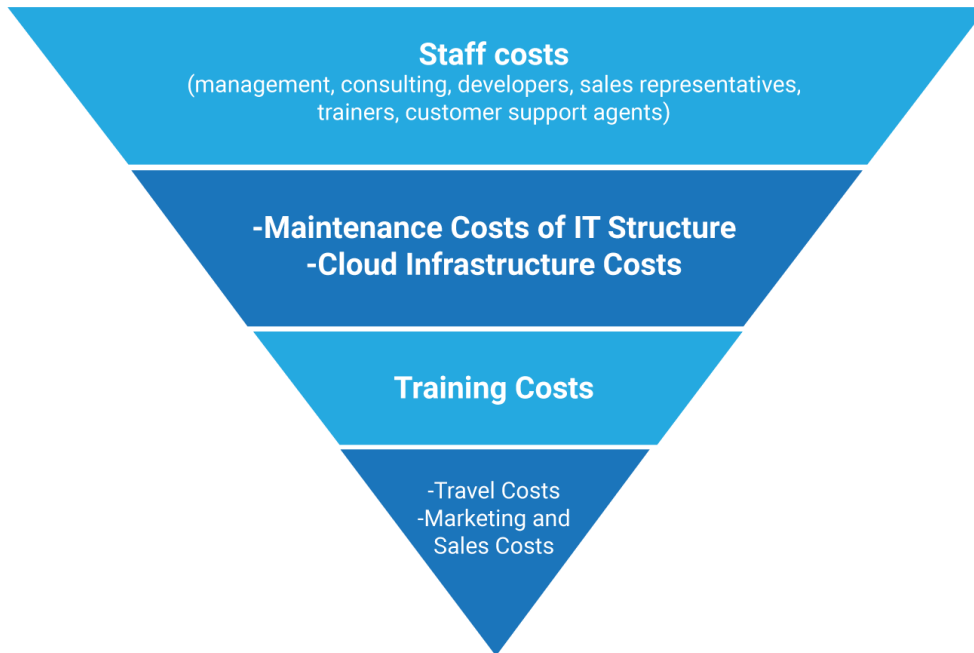 Staff costs
(management, consulting, developers, sales representatives,
trainers, customer support agents)
-Maintenance Costs of IT Structure
-Cloud Infrastructure Costs
Training Costs
-Travel Costs
-Marketing and
Sales Costs